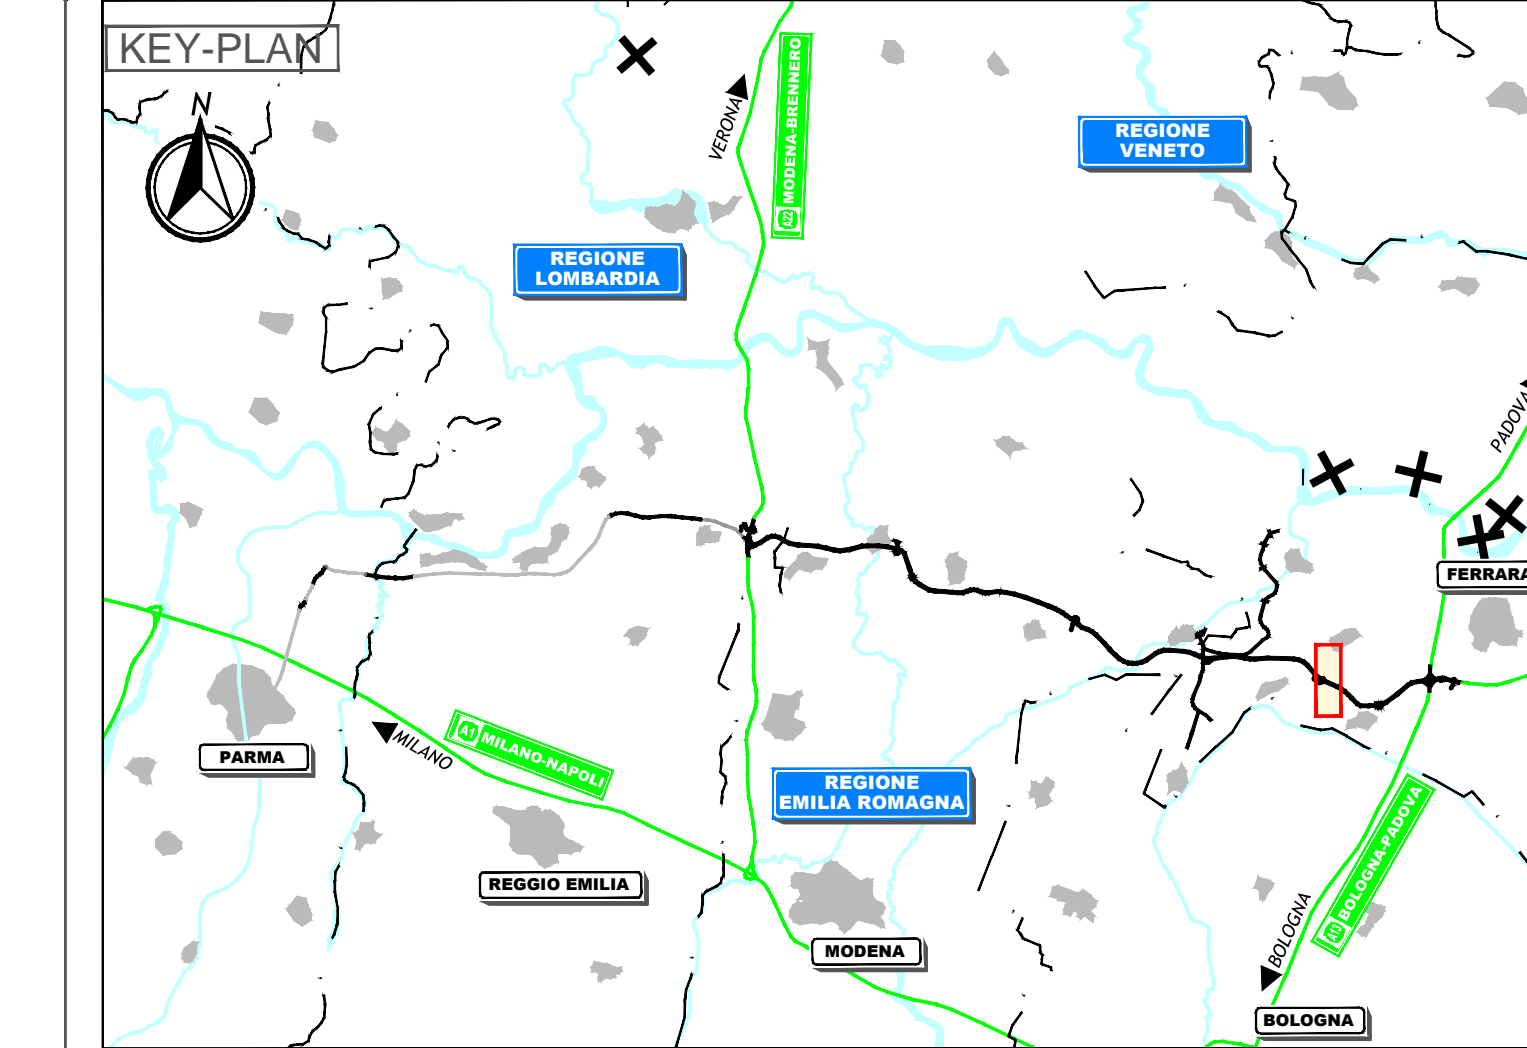 KEY-PLAN
N
VERONA
A22 MODENA-BRENNERO
REGIONE
VENETO
REGIONE
LOMBARDIA
PADOVA
FERRARA
PARMA
MILANO
A1 MILANO-NAPOLI
REGIONE
EMILIA ROMAGNA
REGGIO EMILIA
MODENA
A13 BOLOGNA-PADOVA
BOLOGNA
BOLOGNA